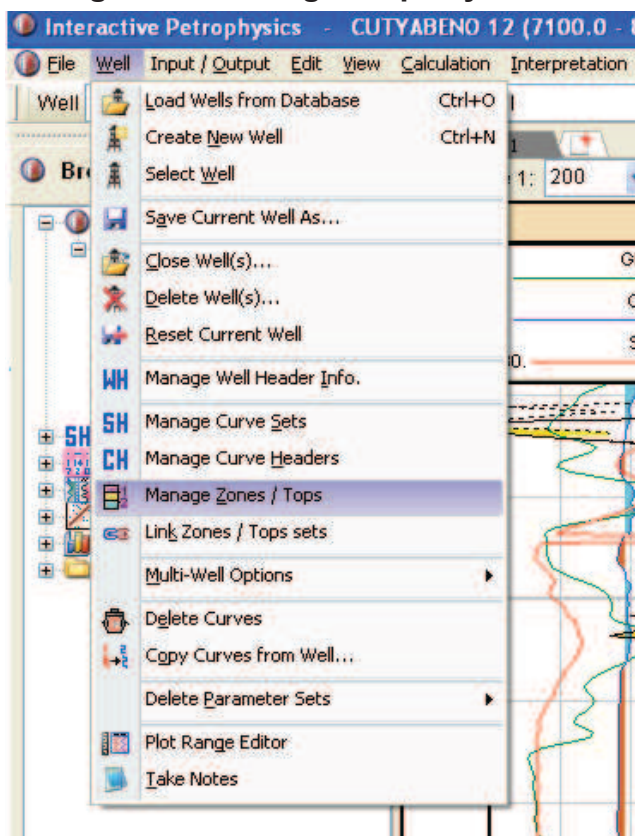 Interactive Petrophysics - CUTYABENO 12 (7100.0 -
File Well Input / Output Edit View Calculation Interpretation
Well
Load Wells from Database Ctrl+O
Create New Well Ctrl+N
1
Select Well
1: 200
Save Current Well As...
Close Well(s)...
Delete Well(s)...
Reset Current Well
WH Manage Well Header Info.
SH
SH Manage Curve Sets
CH Manage Curve Headers
Manage Zones / Tops
Link Zones / Tops sets
Multi-Well Options
Delete Curves
Copy Curves from Well...
Delete Parameter Sets
Plot Range Editor
Take Notes